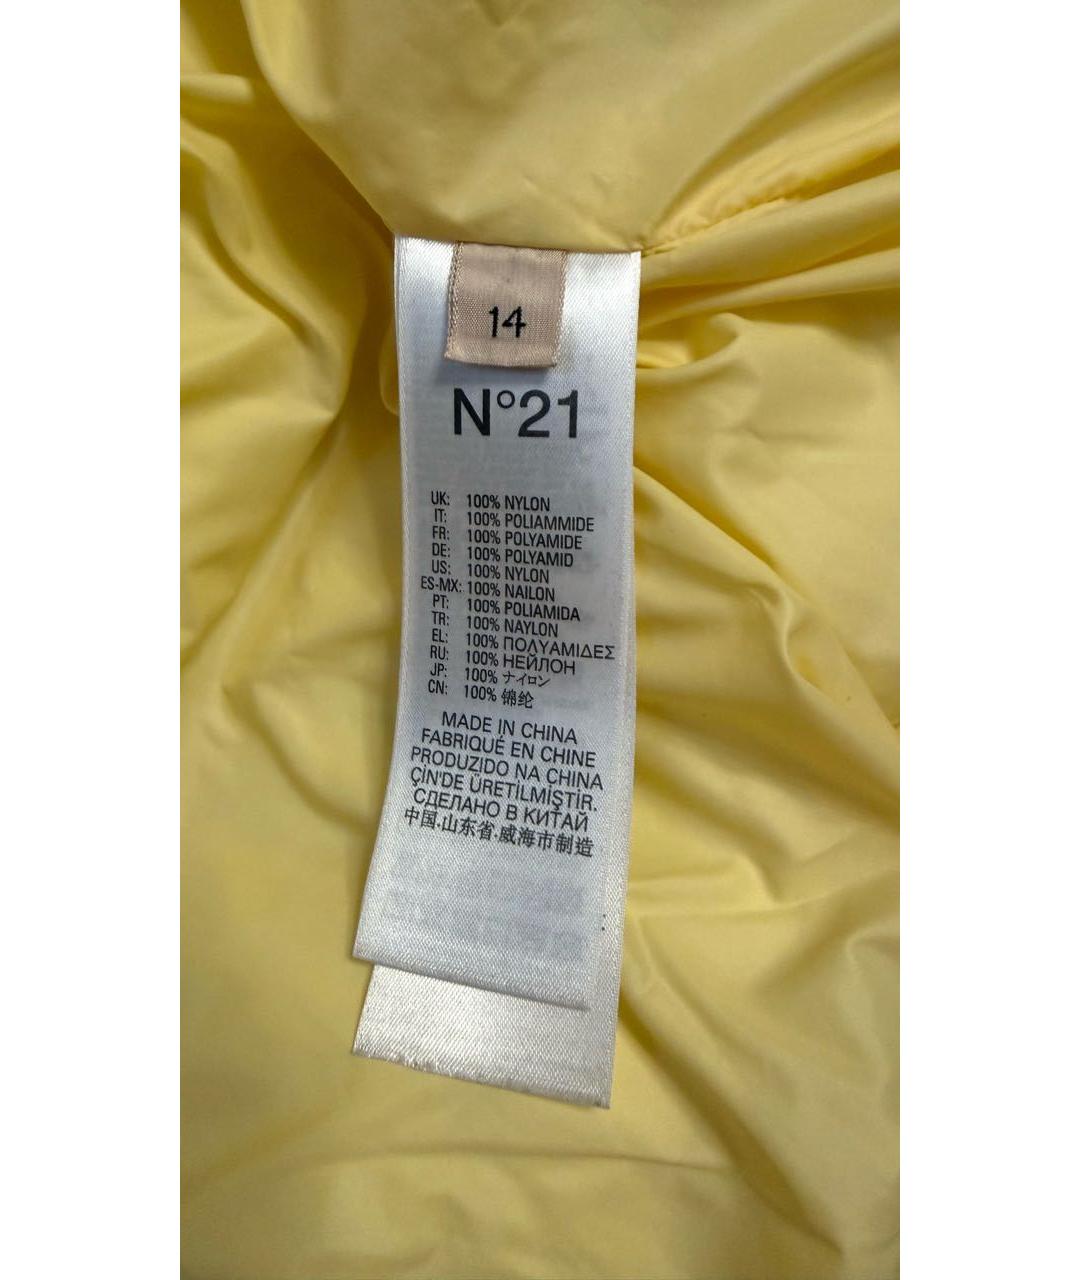 14
N°21
UK: 100% NYLON
IT: 100% POLIAMMIDE
FR: 100% POLYAMIDE
DE: 100% POLYAMID
US: 100% NYLON
ES-MX: 100% NAILON
PT: 100% POLIAMIDA
TR: 100% NAYLON
EL: 100% ΠΟΛΥΑΜΙΔΕΣ
RU: 100% НЕЙЛОН
JP: 100% ナイロン
CN: 100% 锦纶
MADE IN CHINA
FABRIQUÉ EN CHINE
PRODUZIDO NA CHINA
ÇİN'DE ÜRETİLMİŞTİR.
СДЕЛАНО В КИТАЙ
中国.山东省.威海市制造